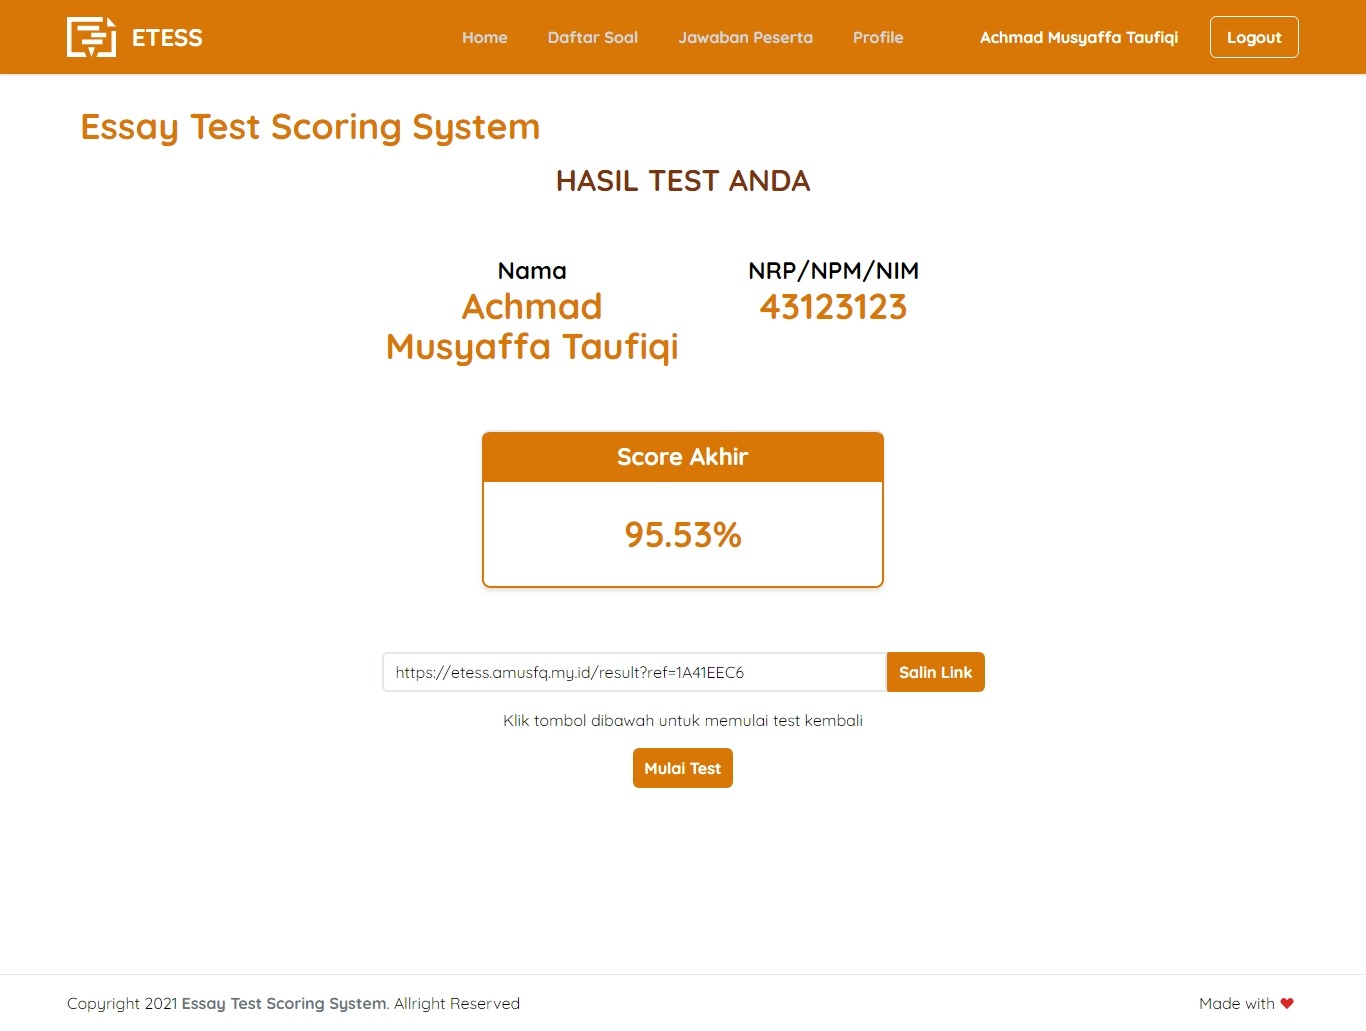 ETESS
Home Daftar Soal Jawaban Peserta Profile Achmad Musyaffa Taufiqi Logout
Essay Test Scoring System
HASIL TEST ANDA
Nama
Achmad
Musyaffa Taufiqi
NRP/NPM/NIM
43123123
Score Akhir
95.53%
https://etess.amusfq.my.id/result?ref=1A41EEC6 Salin Link
Klik tombol dibawah untuk memulai test kembali
Mulai Test
Copyright 2021 Essay Test Scoring System. Allright Reserved
Made with ❤